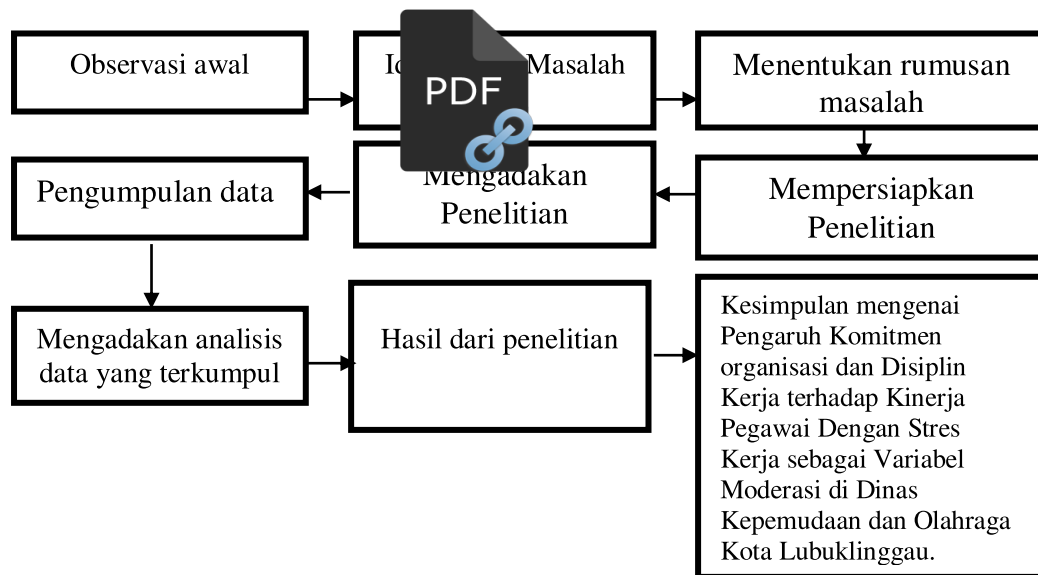 Observasi awal
Masalah
PDF
Menentukan rumusan
masalah
Pengumpulan data
Mengadakan
Penelitian
Mempersiapkan
Penelitian
Mengadakan analisis
data yang terkumpul
Hasil dari penelitian
Kesimpulan mengenai
Pengaruh Komitmen
organisasi dan Disiplin
Kerja terhadap Kinerja
Pegawai Dengan Stres
Kerja sebagai Variabel
Moderasi di Dinas
Kepemudaan dan Olahraga
Kota Lubuklinggau.